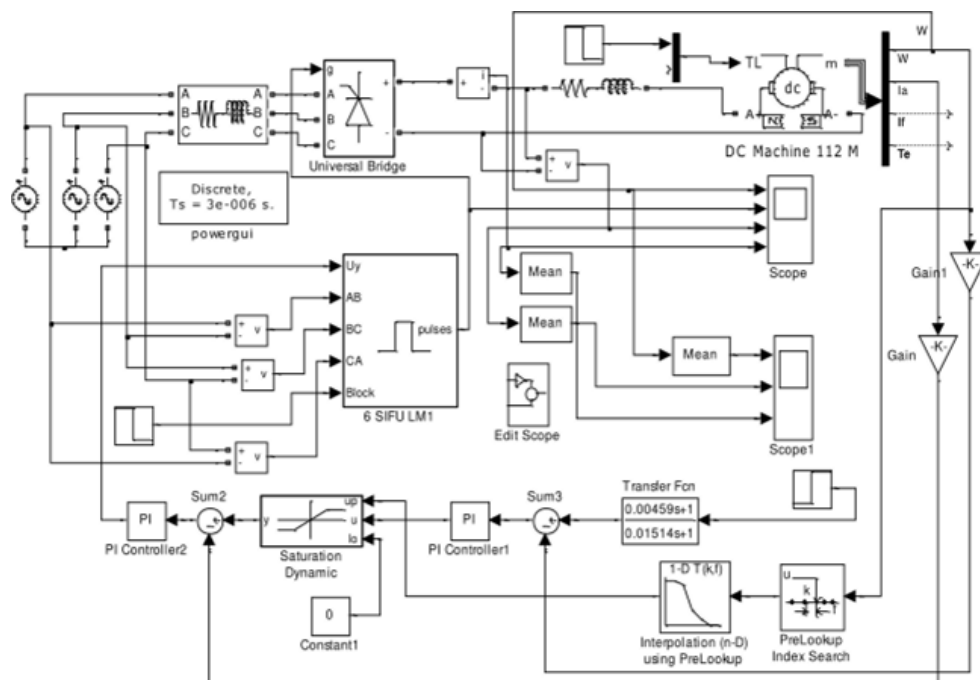 W
g
TL
m
W
A
A
+
i
Ia
B
B
A
-
dc
C
C
B
-
A
N
S
A-
If
C
Te
Universal Bridge
+
v
-
DC Machine 112 M
Discrete,
Ts = 3e-006 s.
powergui
Scope
-K-
Gain1
Uy
Mean
AB
+
v
-
BC
pulses
Mean
+
v
-
CA
Mean
-K-
Gain
Block
6 SIFU LM1
Edit Scope
+
v
-
Scope1
Sum2
up
Sum3
Transfer Fcn
PI
y
u
PI
0.00459s+1
0.01514s+1
lo
PI Controller2
Saturation
Dynamic
PI Controller1
1-D T(k,f)
u
k
f
0
Constant1
Interpolation (n-D)
using PreLookup
PreLookup
Index Search